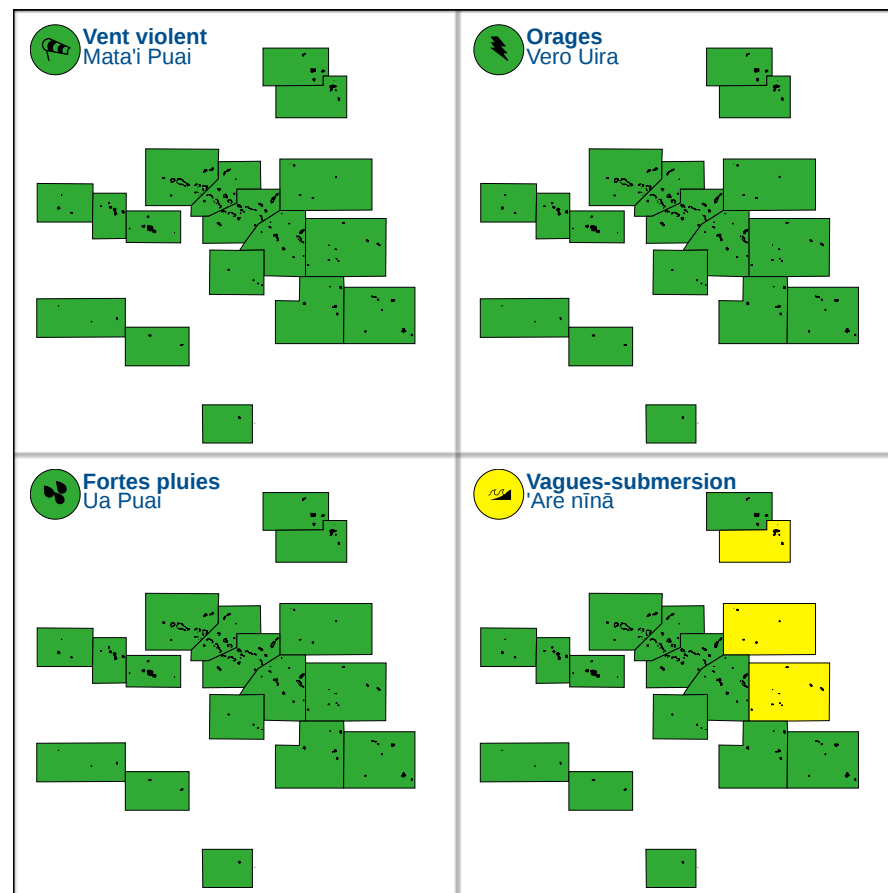 Vent violent
Mata'i Puai
Orages
Vero Uira
Fortes pluies
Ua Puai
Vagues-submersion
'Are nīnā